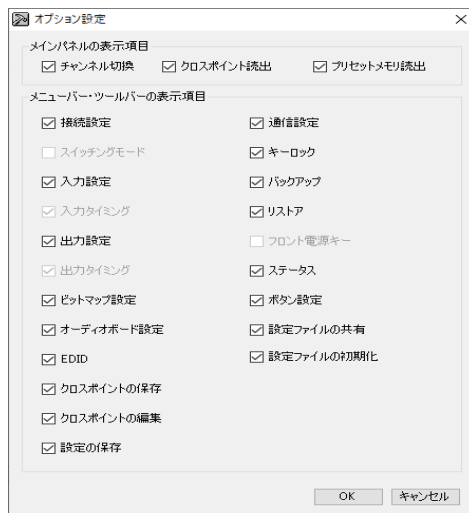 オプション設定
メインパネルの表示項目
チャンネル切換 クロスポイント読出 プリセットメモリ読出
メニューバー・ツールバーの表示項目
接続設定 通信設定
スイッチングモード キーロック
入力設定 バックアップ
入力タイミング リストア
出力設定 フロント電源キー
出力タイミング ステータス
ビットマップ設定 ボタン設定
オーディオボード設定 設定ファイルの共有
EDID 設定ファイルの初期化
クロスポイントの保存
クロスポイントの編集
設定の保存
OK キャンセル